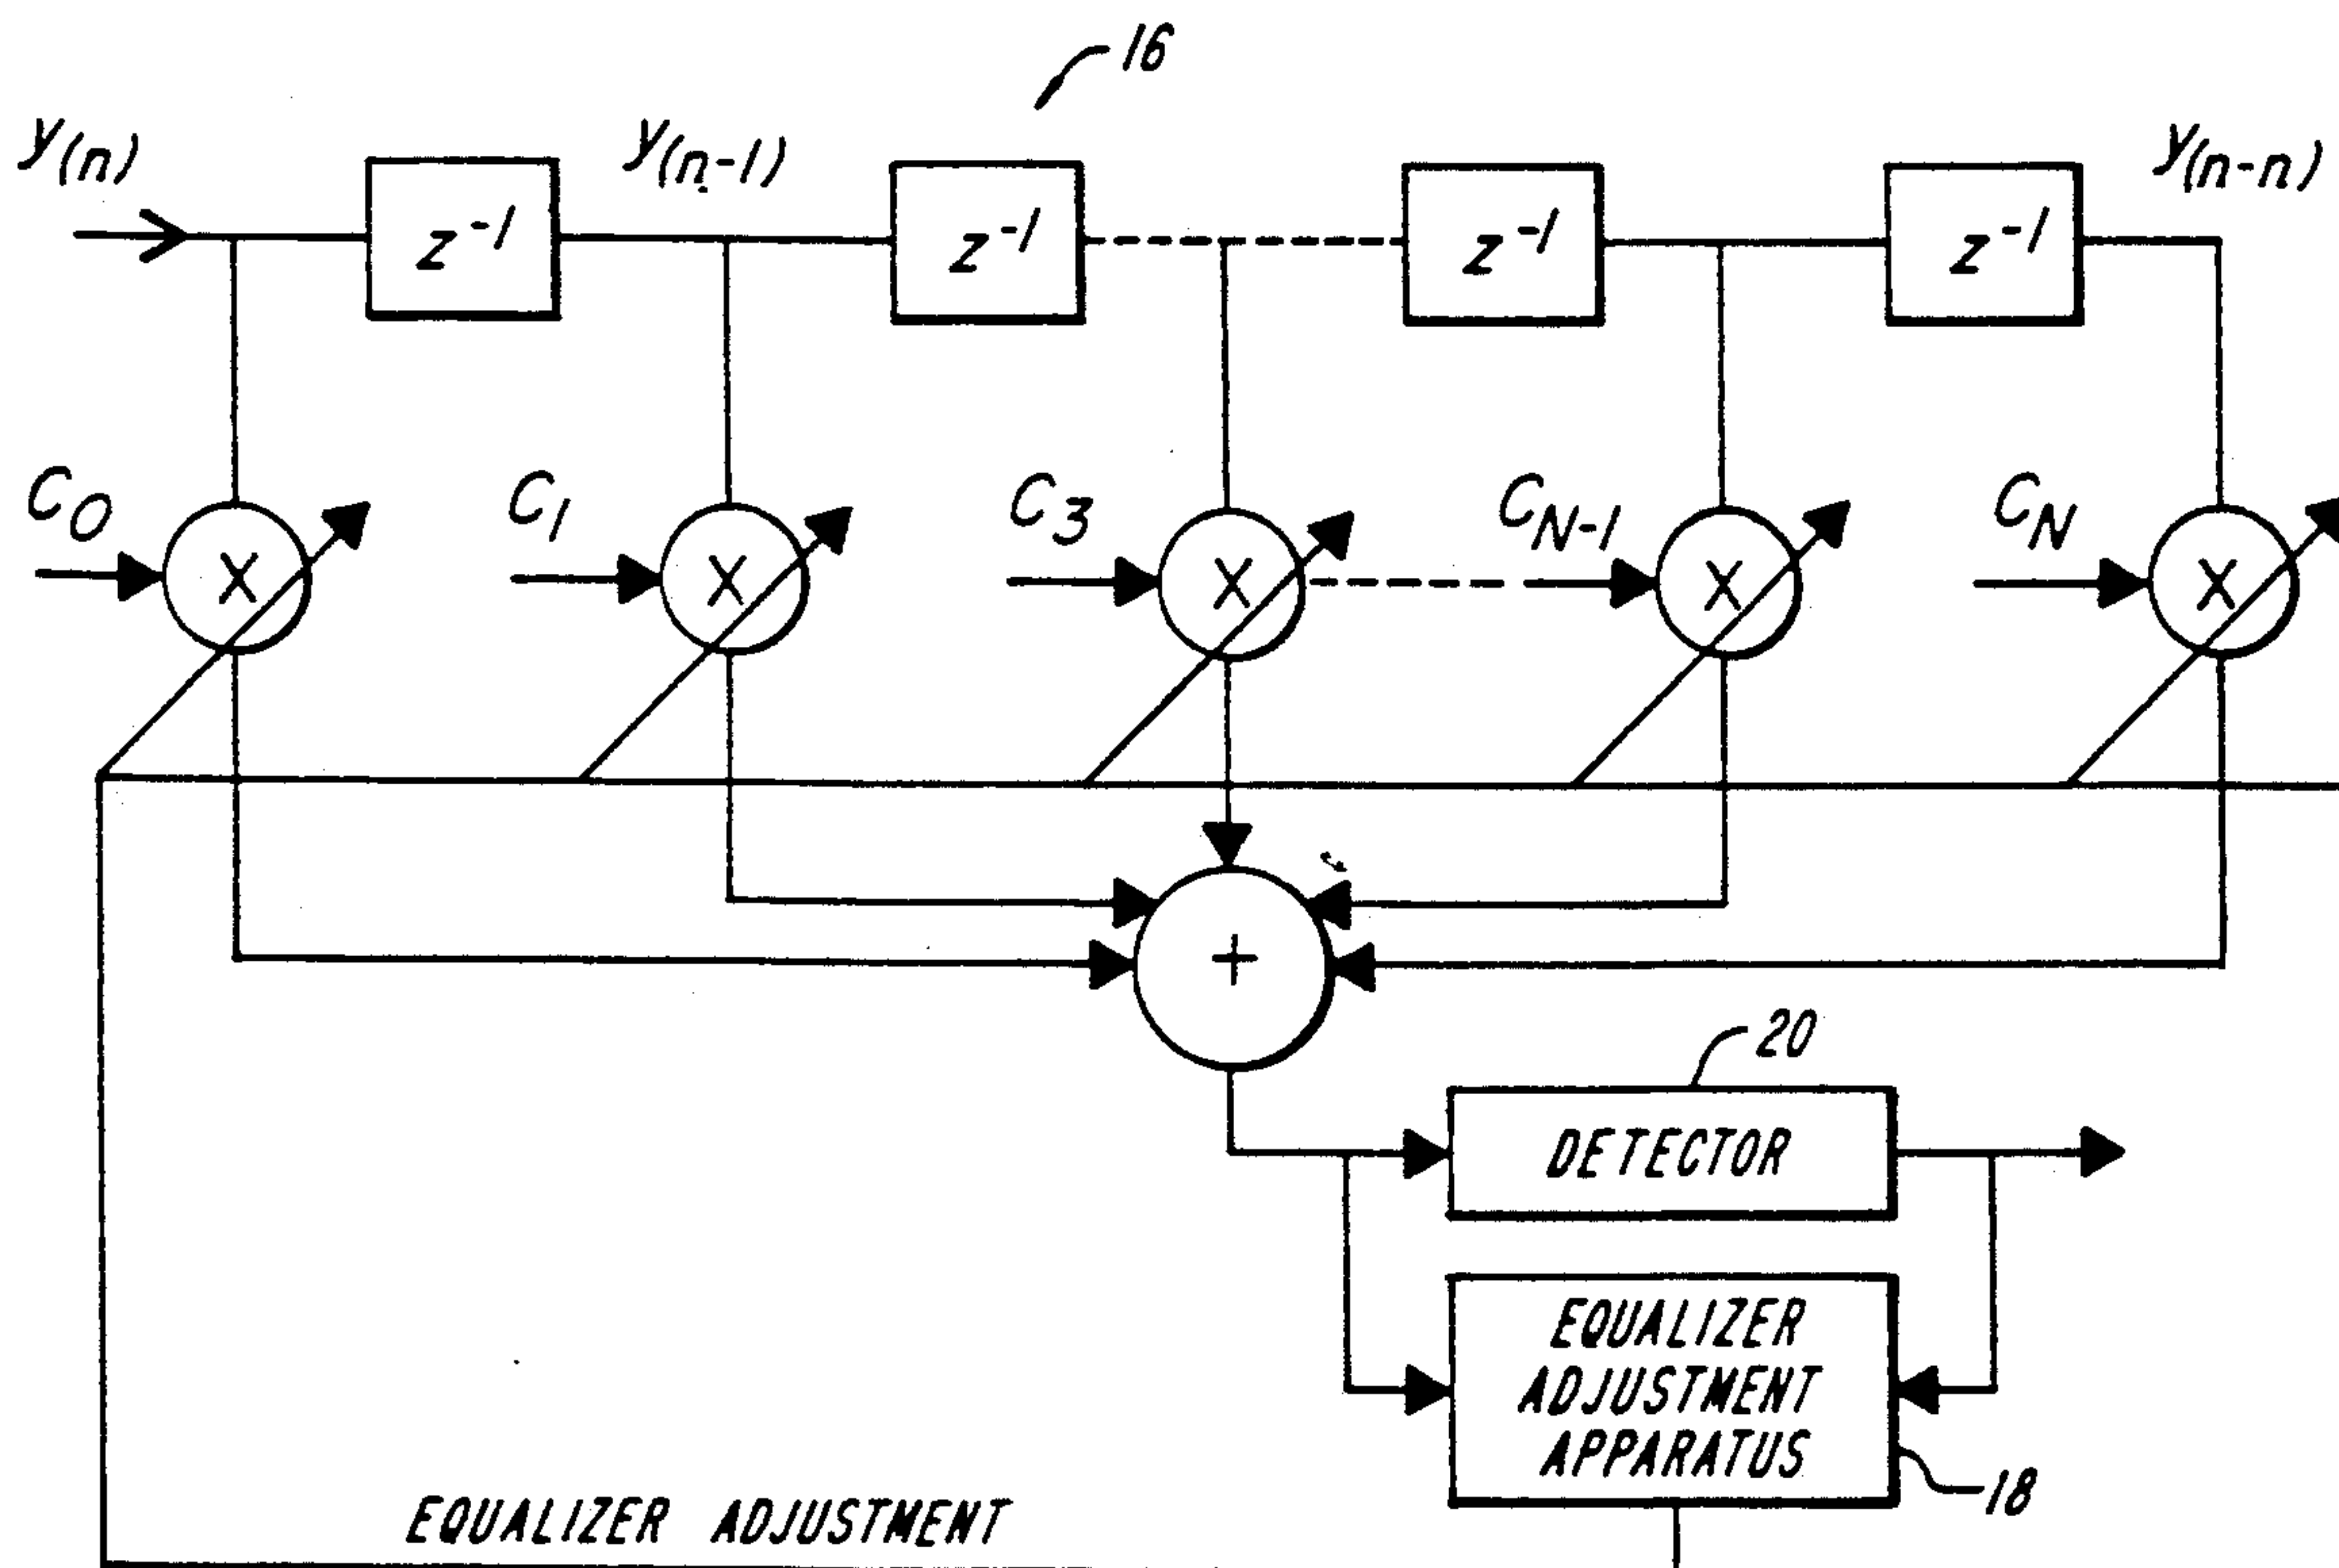 16
y(n)
y(n-1)
y(n-n)
z⁻¹
z⁻¹
z⁻¹
z⁻¹
C0
C1
C3
CN-1
CN
X
X
X
X
X
+
20
DETECTOR
EQUALIZER
ADJUSTMENT
APPARATUS
18
EQUALIZER ADJUSTMENT